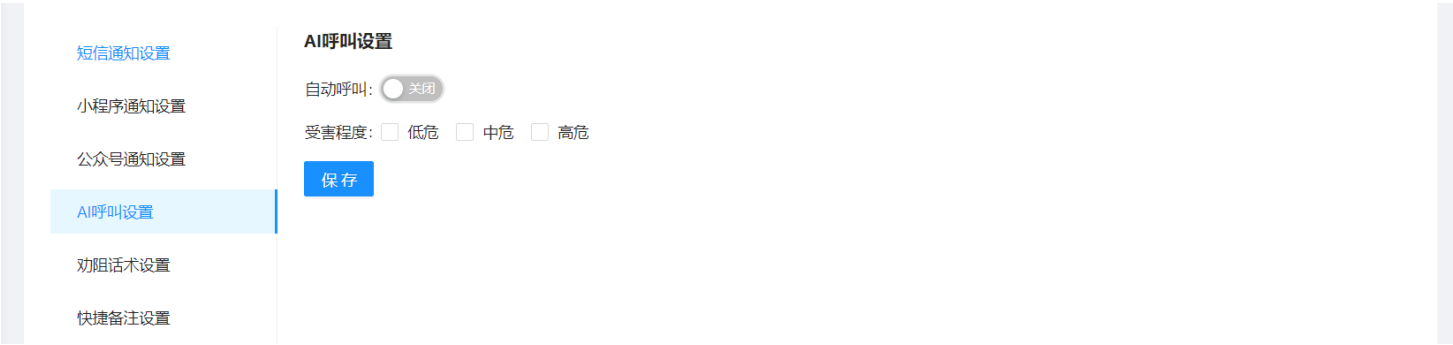 短信通知设置
小程序通知设置
公众号通知设置
AI呼叫设置
劝阻话术设置
快捷备注设置
AI呼叫设置
自动呼叫: 关闭
受害程度: 低危 中危 高危
保 存